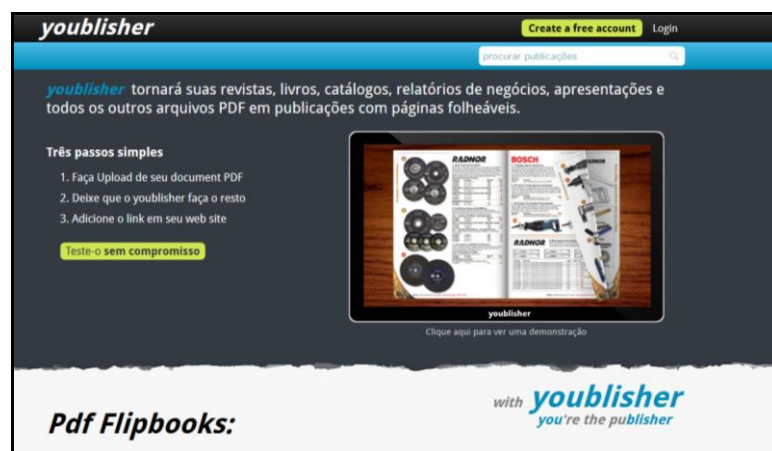 youblisher
Create a free account Login
procurar publicações
youblisher tornará suas revistas, livros, catálogos, relatórios de negócios, apresentações e
todos os outros arquivos PDF em publicações com páginas folheáveis.
Três passos simples
1. Faça Upload de seu document PDF
2. Deixe que o youblisher faça o resto
3. Adicione o link em seu web site
Teste-o sem compromisso
RADNOR
BOSCH
RADNOR
youblisher
Clique aqui para ver uma demonstração
Pdf Flipbooks:
with youblisher
you're the publisher